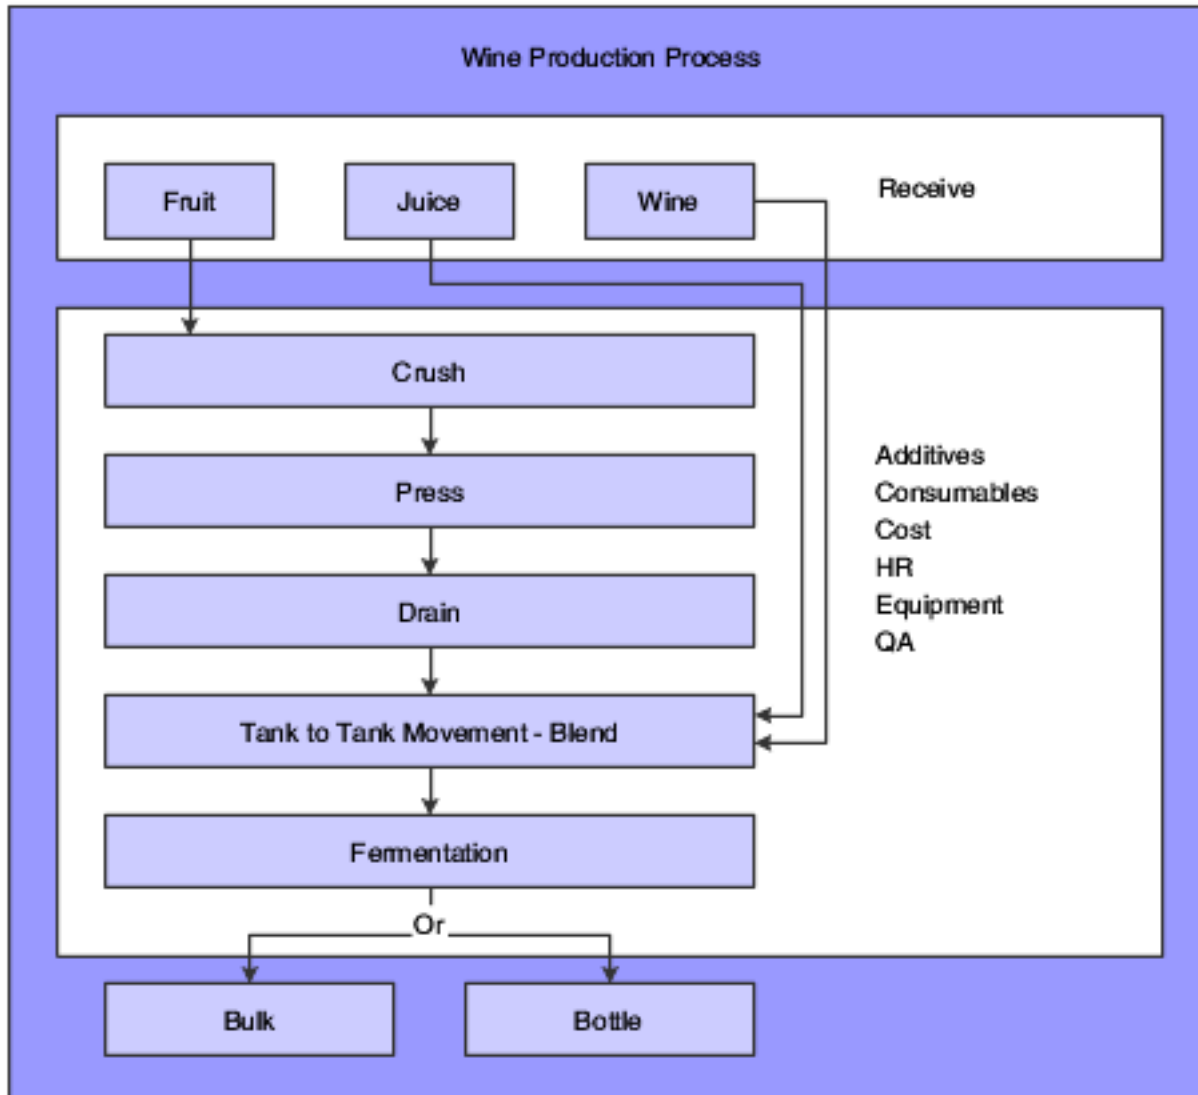 Wine Production Process
Fruit
Juice
Wine
Receive
Crush
Press
Drain
Tank to Tank Movement - Blend
Fermentation
Additives
Consumables
Cost
HR
Equipment
QA
Or
Bulk
Bottle